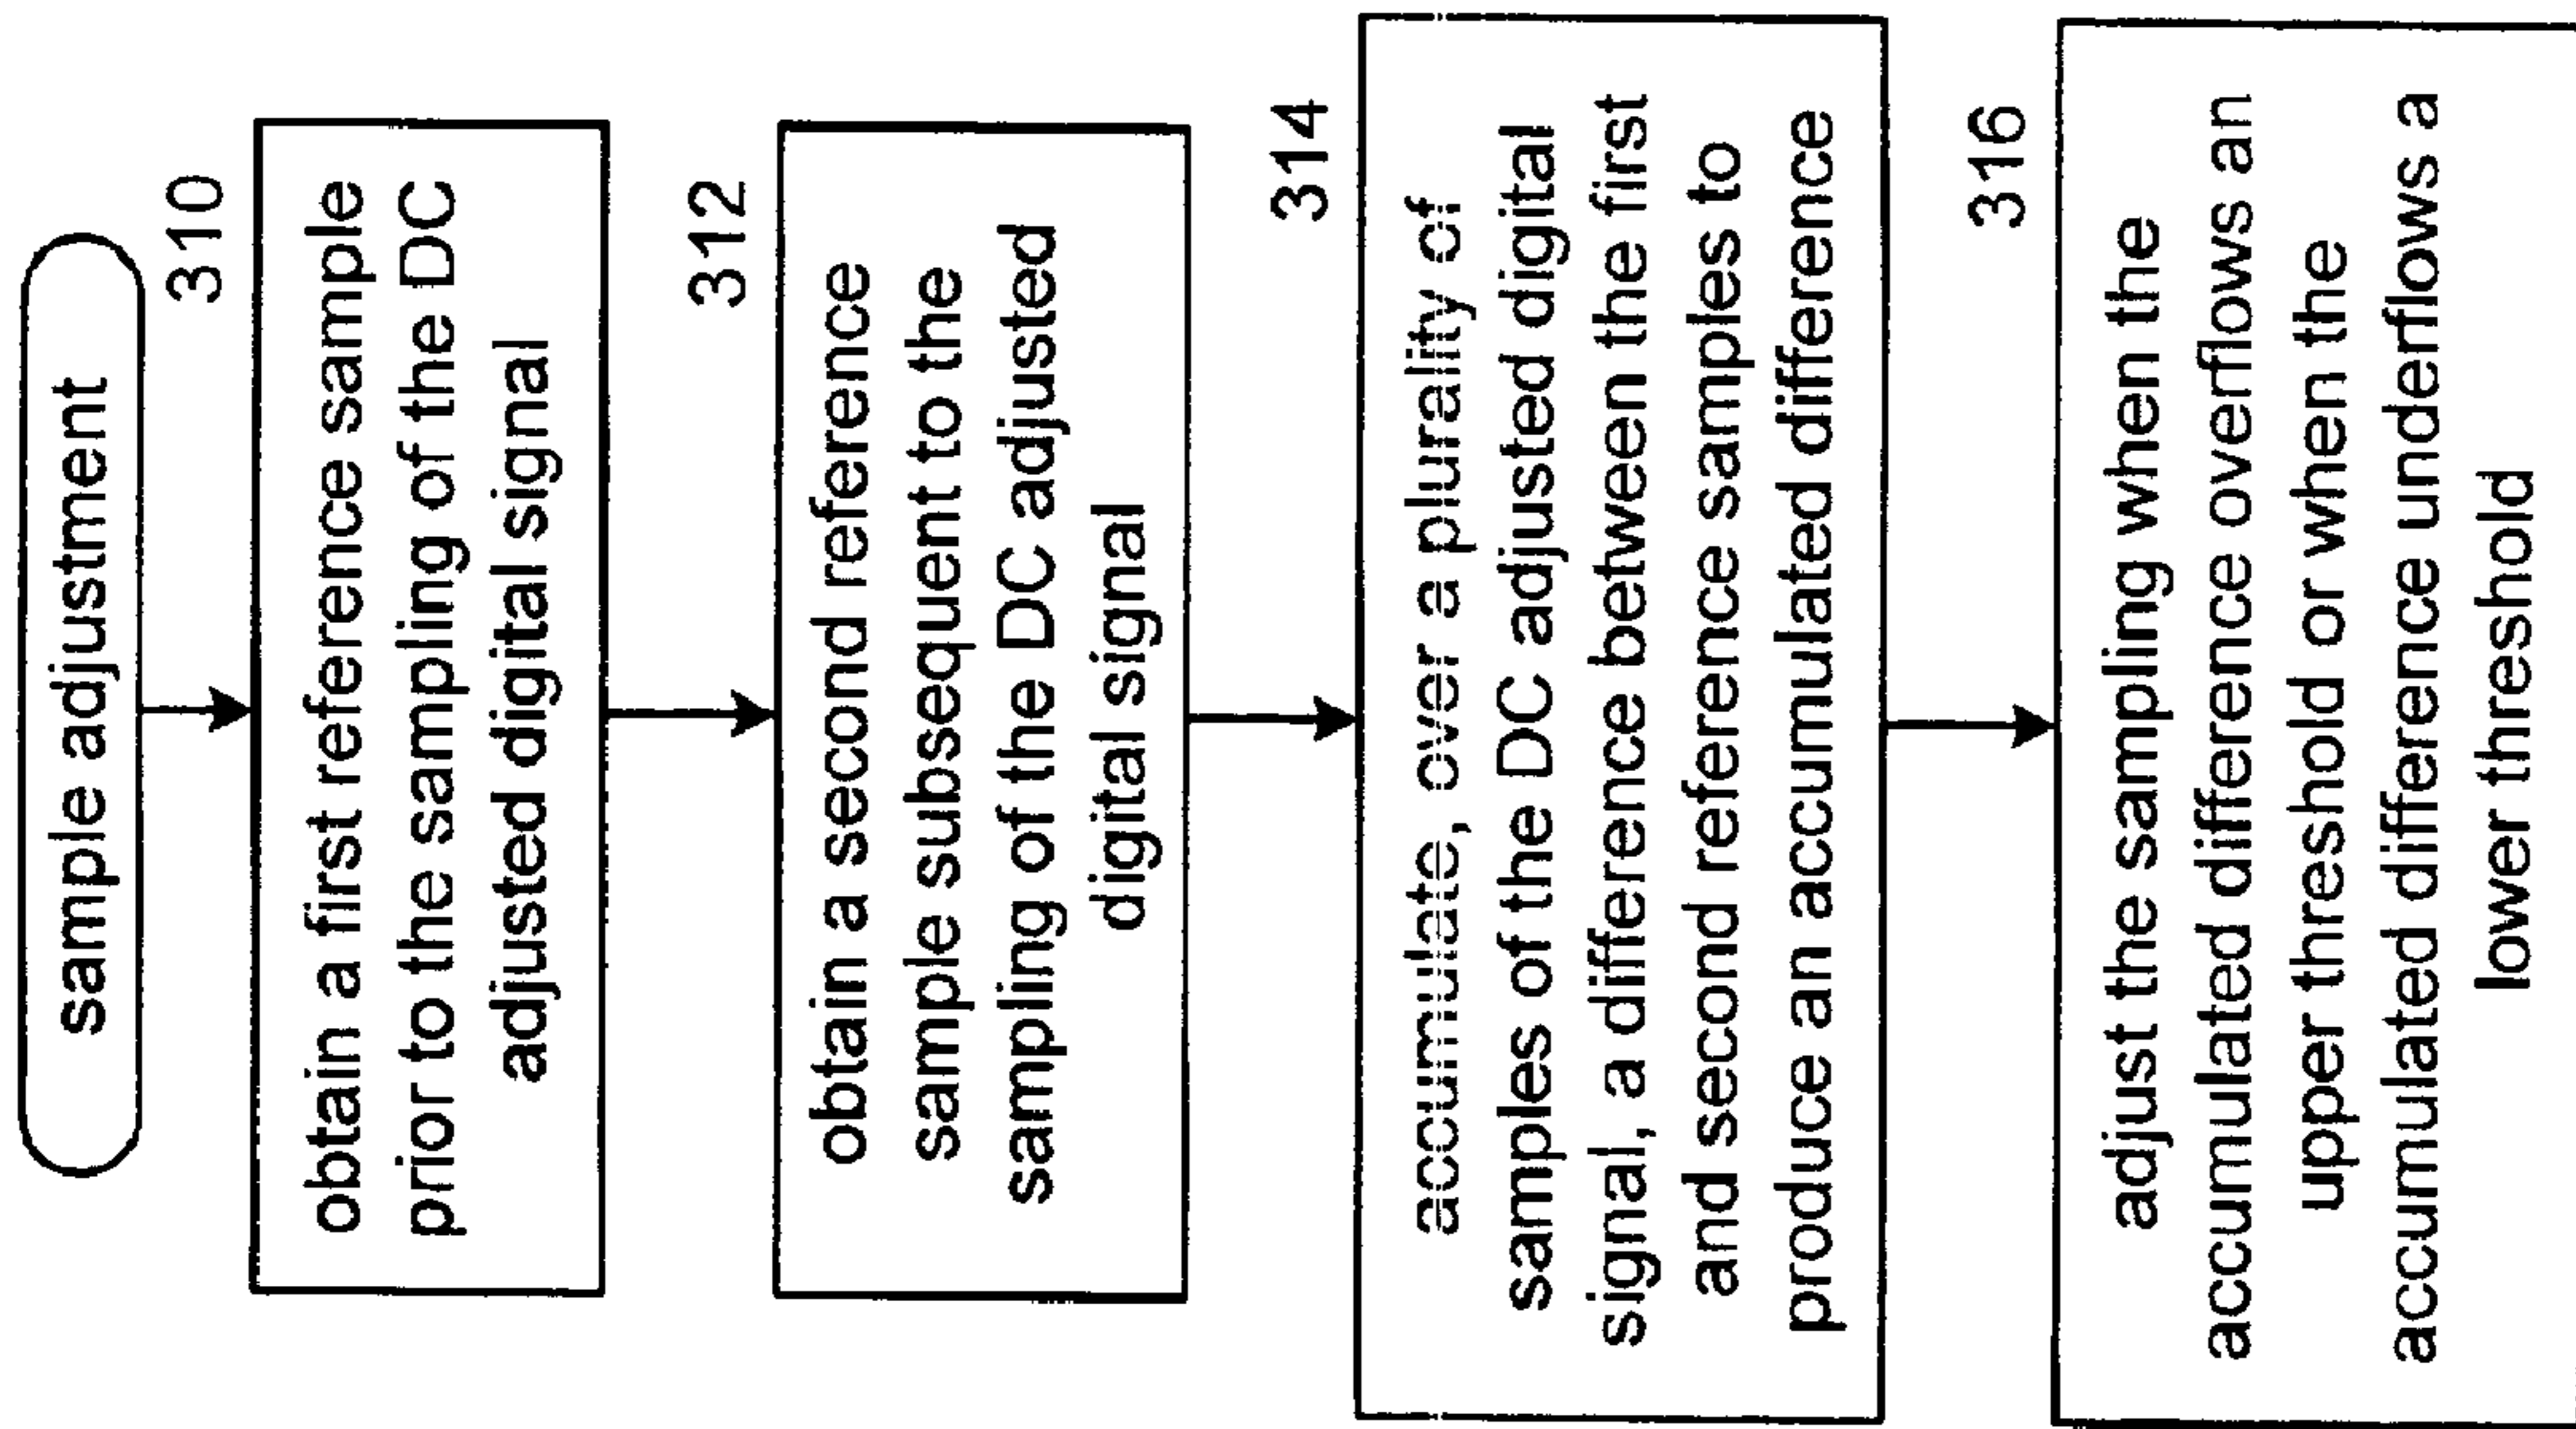 sample adjustment
310
obtain a first reference sample
prior to the sampling of the DC
adjusted digital signal
312
obtain a second reference
sample subsequent to the
sampling of the DC adjusted
digital signal
314
accumulate, over a plurality of
samples of the DC adjusted digital
signal, a difference between the first
and second reference samples to
produce an accumulated difference
316
adjust the sampling when the
accumulated difference overflows an
upper threshold or when the
accumulated difference underflows a
lower threshold